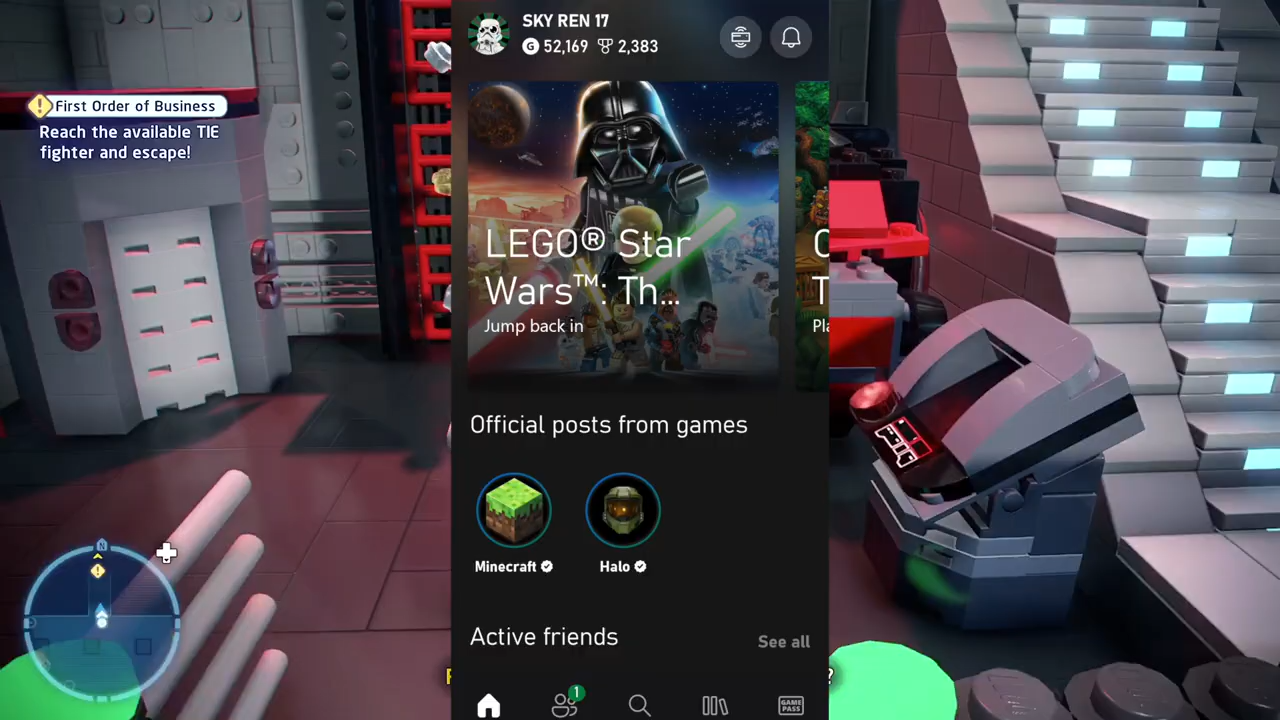 First Order of Business
Reach the available TIE
fighter and escape!
N
SKY REN 17
G 52,169 2,383
LEGO® Star
Wars™: Th...
Jump back in
Official posts from games
Minecraft
Halo
Active friends
See all
1
GAME
PASS